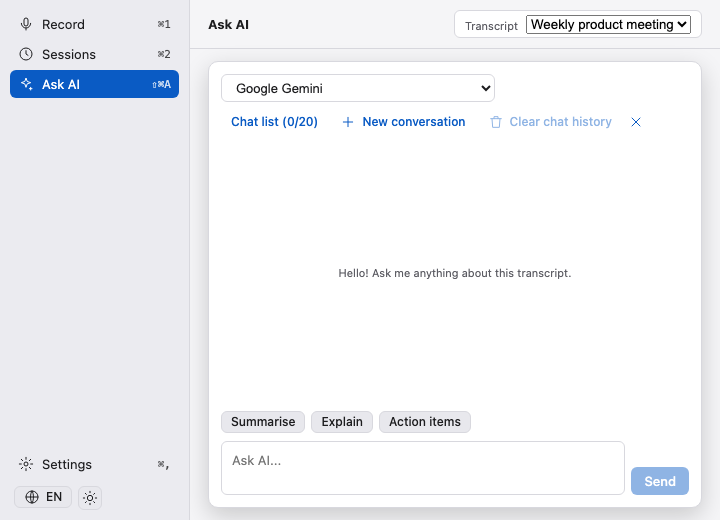 Record ⌘1
Sessions ⌘2
Ask AI ⇧⌘A
Settings ⌘,
EN
Ask AI
Transcript Weekly product meeting
Google Gemini
Chat list (0/20) New conversation Clear chat history
Hello! Ask me anything about this transcript.
Summarise Explain Action items
Ask AI...
Send